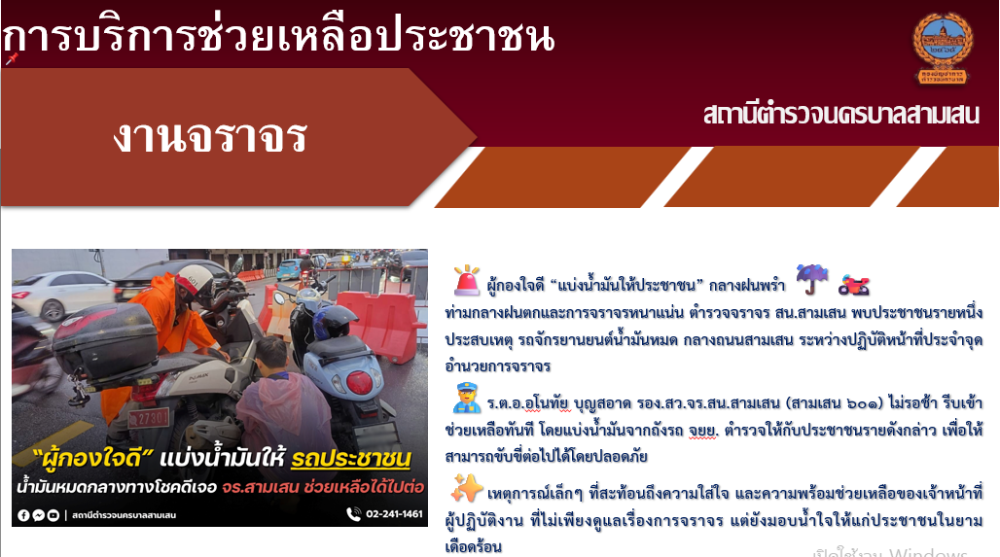 การบริการช่วยเหลือประชาชน
งานจราจร
สถานีตำรวจนครบาลสามเสน
27301
“ผู้กองใจดี” แบ่งน้ำมันให้ รถประชาชน
น้ำมันหมดกลางทางโชคดีเจอ จร.สามเสน ช่วยเหลือได้ไปต่อ
| สถานีตำรวจนครบาลสามเสน
02-241-1461
ผู้กองใจดี “แบ่งน้ำมันให้ประชาชน” กลางฝนพรำ
ท่ามกลางฝนตกและการจราจรหนาแน่น ตำรวจจราจร สน.สามเสน พบประชาชนรายหนึ่ง
ประสบเหตุ รถจักรยานยนต์น้ำมันหมด กลางถนนสามเสน ระหว่างปฏิบัติหน้าที่ประจำจุด
อำนวยการจราจร
ร.ต.อ.อโนทัย บุญสอาด รอง.สว.จร.สน.สามเสน (สามเสน ๖๐๑) ไม่รอช้า รีบเข้า
ช่วยเหลือทันที โดยแบ่งน้ำมันจากถังรถ จยย. ตำรวจให้กับประชาชนรายดังกล่าว เพื่อให้
สามารถขับขี่ต่อไปได้โดยปลอดภัย
เหตุการณ์เล็กๆ ที่สะท้อนถึงความใส่ใจ และความพร้อมช่วยเหลือของเจ้าหน้าที่
ผู้ปฏิบัติงาน ที่ไม่เพียงดูแลเรื่องการจราจร แต่ยังมอบน้ำใจให้แก่ประชาชนในยาม
เดือดร้อน
เปิดใช้งาน Windows